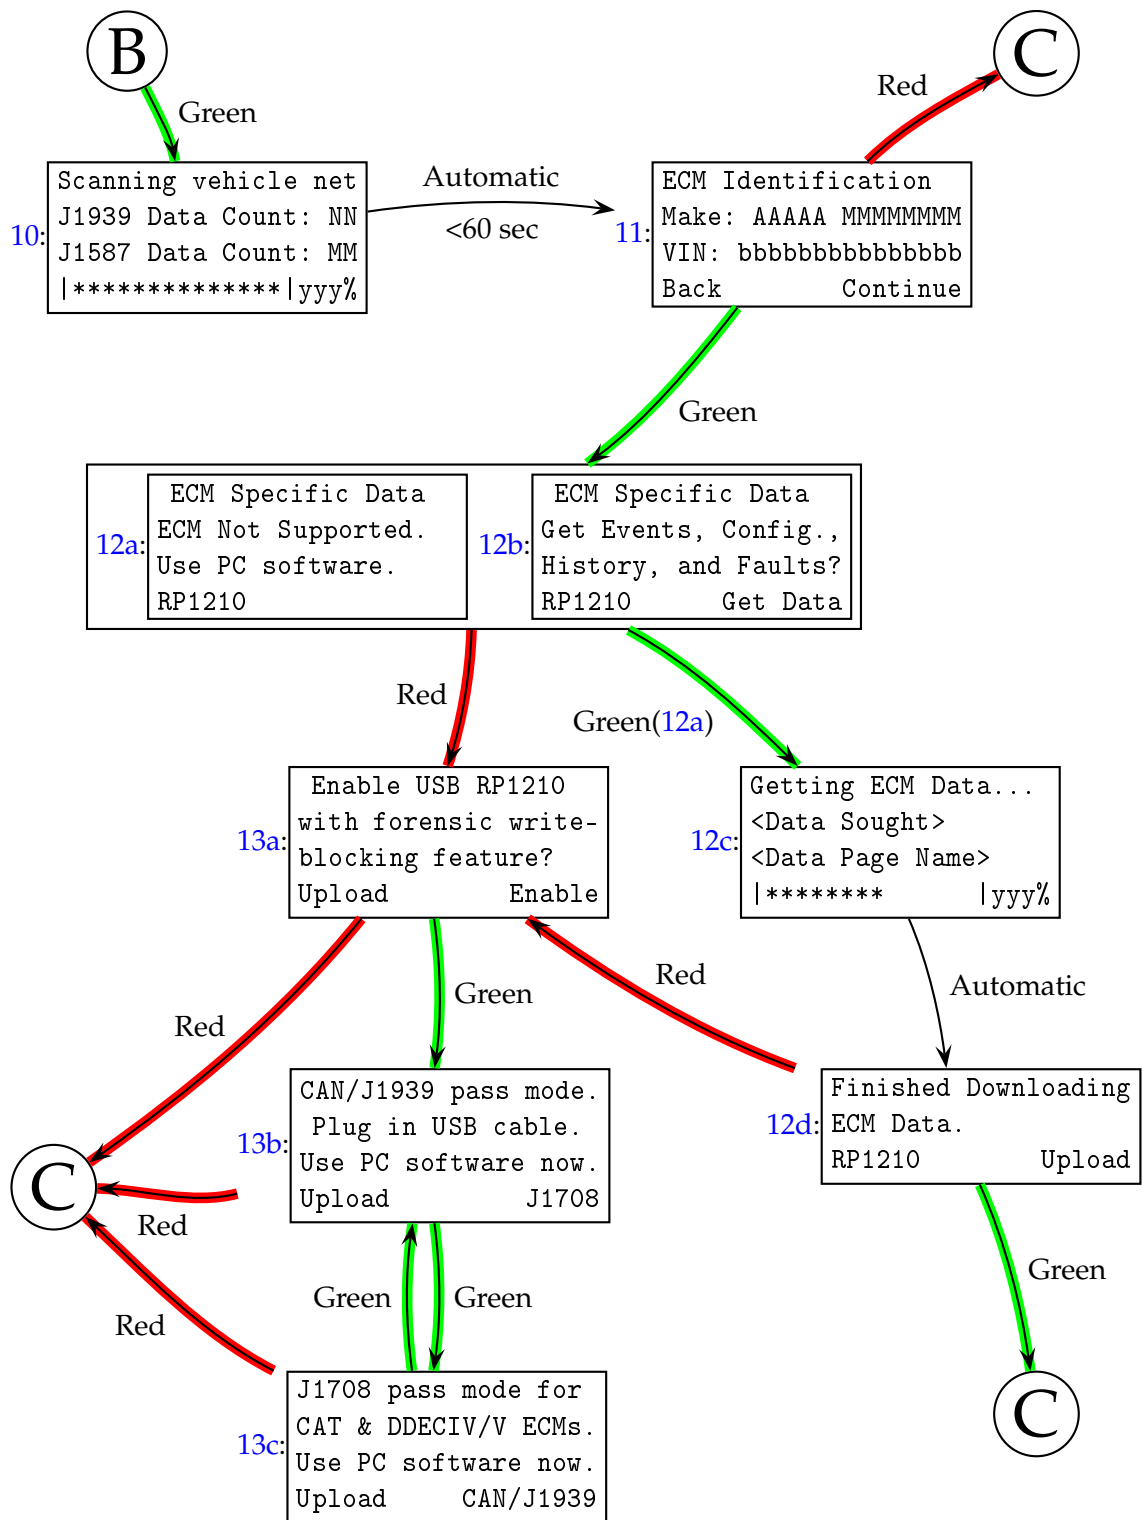 B
C
Green
Red
10:
Scanning vehicle net
J1939 Data Count: NN
J1587 Data Count: MM
|**************|yyy%
Automatic
<60 sec
11:
ECM Identification
Make: AAAAA MMMMMMMM
VIN: bbbbbbbbbbbbbbb
Back Continue
Green
12a:
ECM Specific Data
ECM Not Supported.
Use PC software.
RP1210
12b:
ECM Specific Data
Get Events, Config.,
History, and Faults?
RP1210 Get Data
Red
Green(12a)
13a:
Enable USB RP1210
with forensic write-
blocking feature?
Upload Enable
12c:
Getting ECM Data...
<Data Sought>
<Data Page Name>
|******** |yyy%
Red
Green
Red
Automatic
13b:
CAN/J1939 pass mode.
Plug in USB cable.
Use PC software now.
Upload J1708
12d:
Finished Downloading
ECM Data.
RP1210 Upload
C
Red
Red
Green
Green
Green
13c:
J1708 pass mode for
CAT & DDECIV/V ECMs.
Use PC software now.
Upload CAN/J1939
C